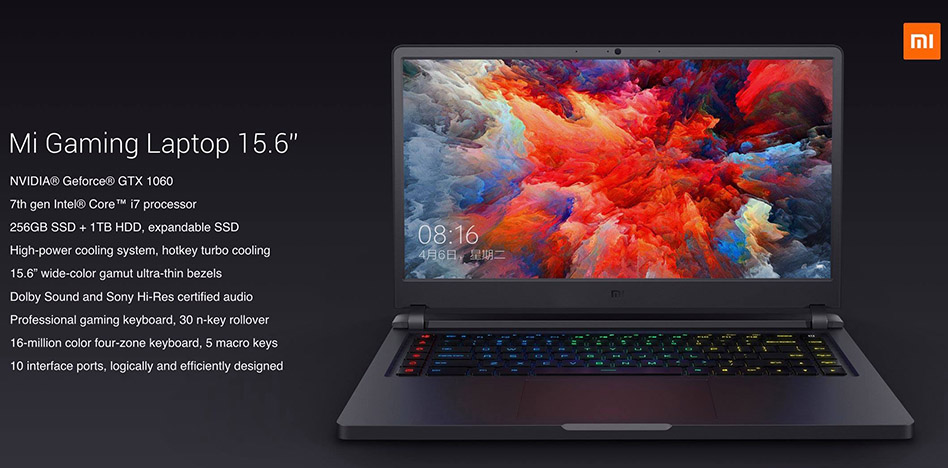 mi
Mi Gaming Laptop 15.6”
NVIDIA® Geforce® GTX 1060
7th gen Intel® Core™ i7 processor
256GB SSD + 1TB HDD, expandable SSD
High-power cooling system, hotkey turbo cooling
15.6” wide-color gamut ultra-thin bezels
Dolby Sound and Sony Hi-Res certified audio
Professional gaming keyboard, 30 n-key rollover
16-million color four-zone keyboard, 5 macro keys
10 interface ports, logically and efficiently designed
08:16
4月6日，星期二
mi